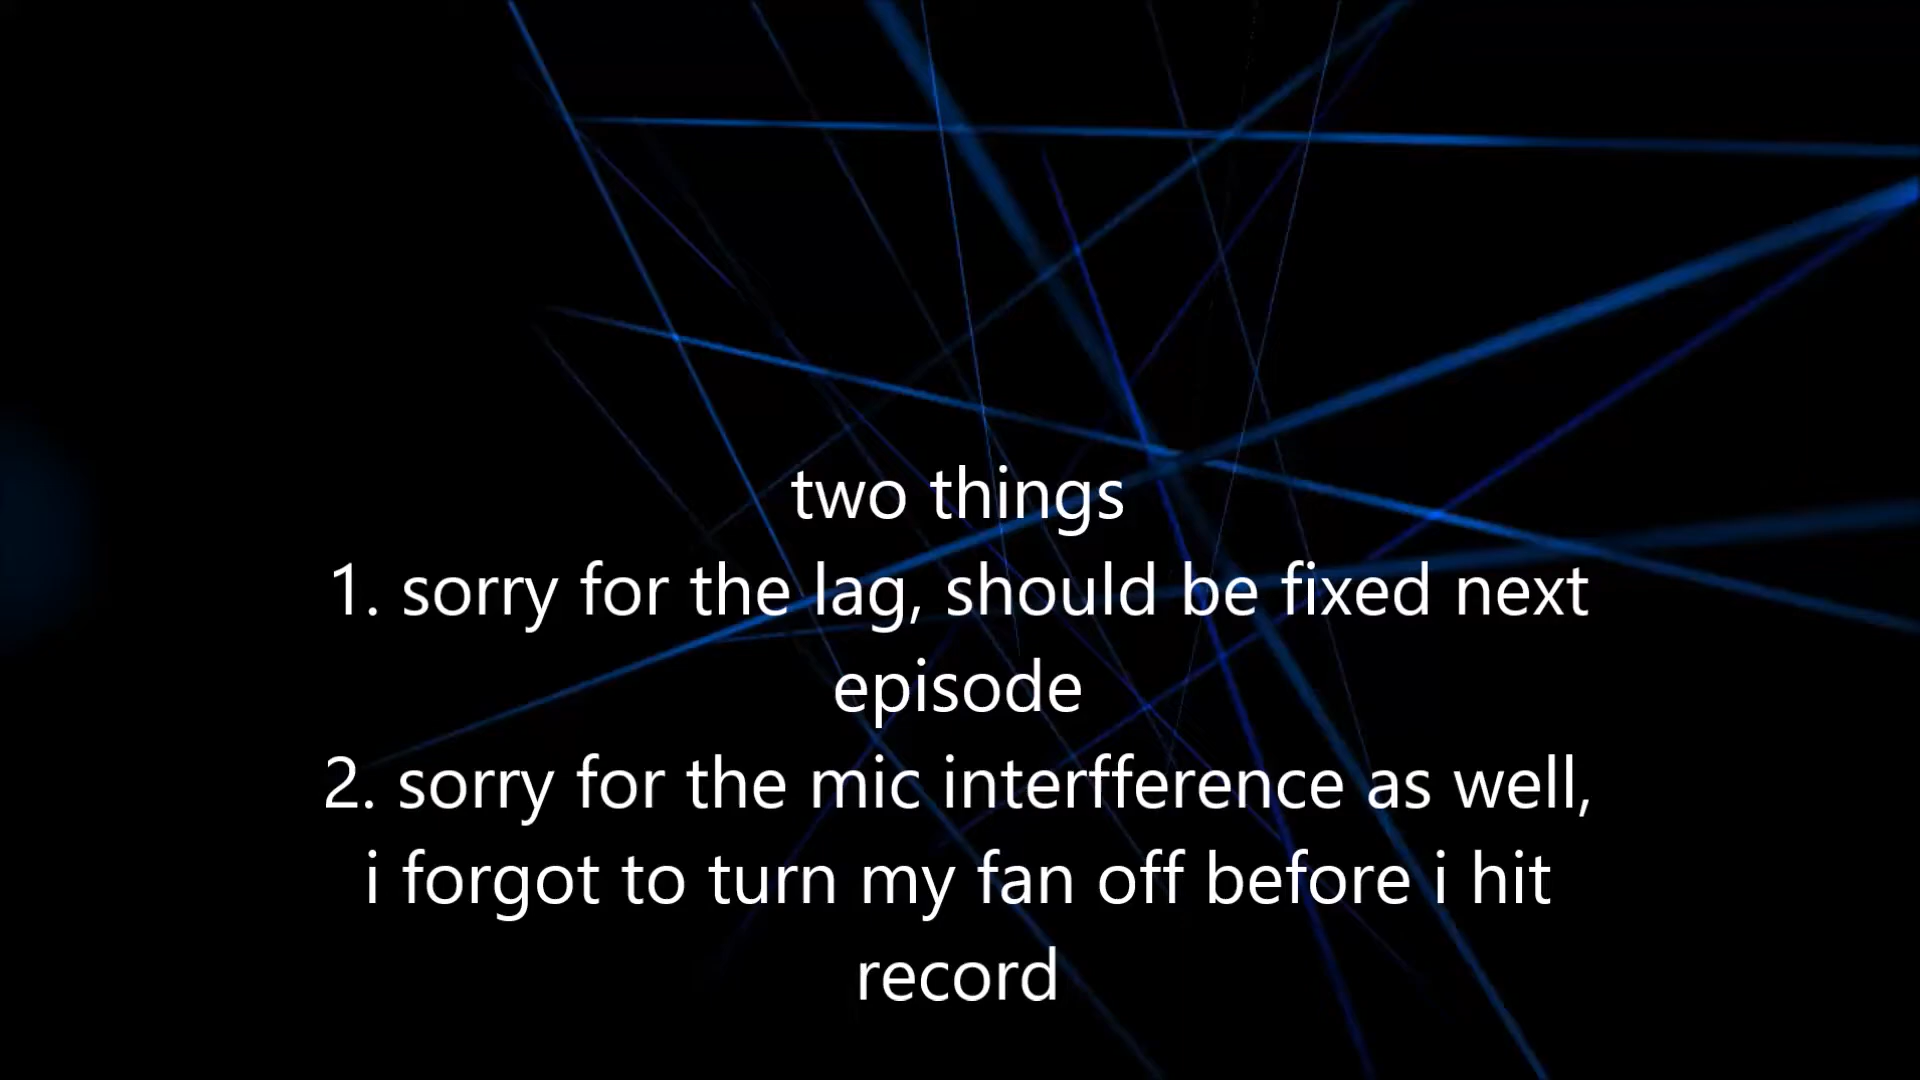 two things
1. sorry for the lag, should be fixed next
episode
2. sorry for the mic interfference as well,
i forgot to turn my fan off before i hit
record